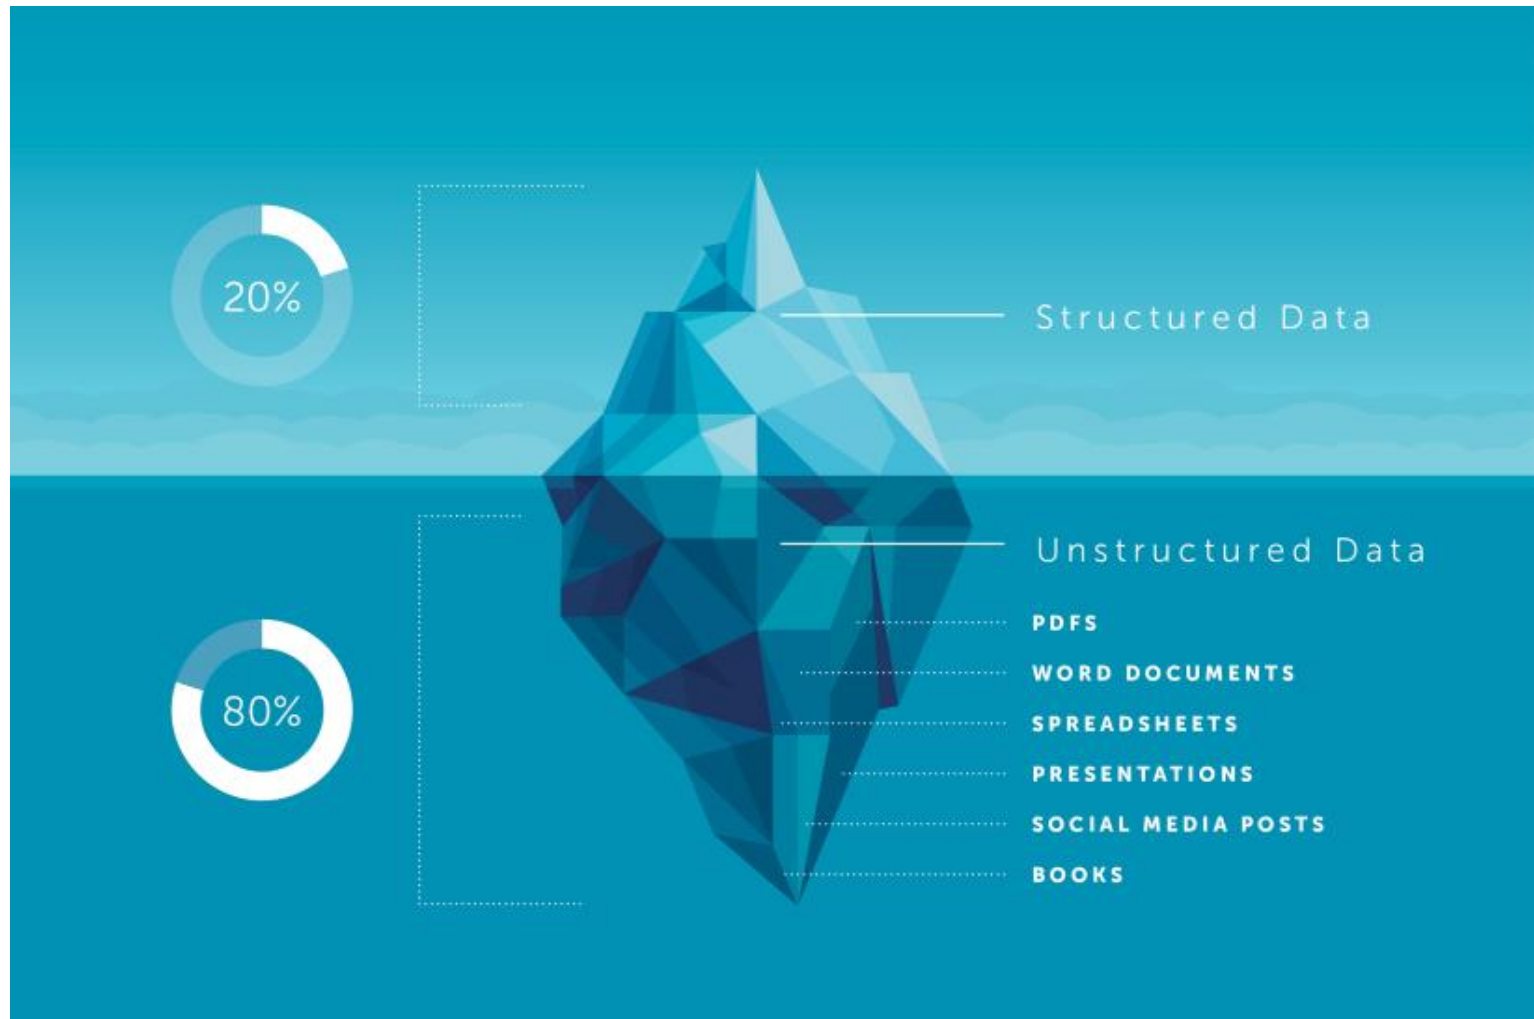 20%
Structured Data
Unstructured Data
PDFS
WORD DOCUMENTS
80%
SPREADSHEETS
PRESENTATIONS
SOCIAL MEDIA POSTS
BOOKS